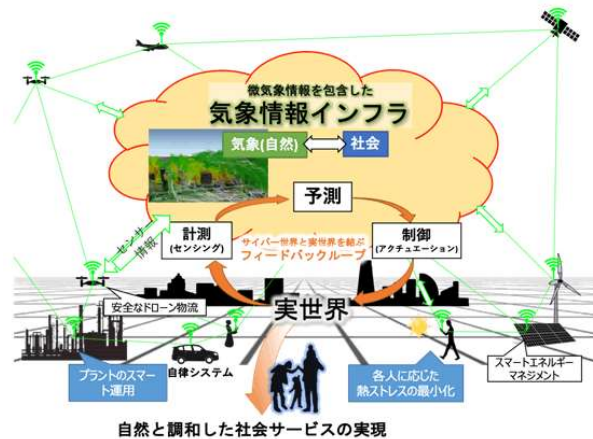 微気象情報を包含した
気象情報インフラ
気象(自然)
社会
予測
計測
(センシング)
制御
(アクチュエーション)
サイバー世界と実世界を結ぶ
フィードバックループ
センサー
情報
実世界
安全なドローン物流
プラントのスマー
ト運用
自律システム
各人に応じた
熱ストレスの最小化
スマートエネルギー
マネジメント
自然と調和した社会サービスの実現